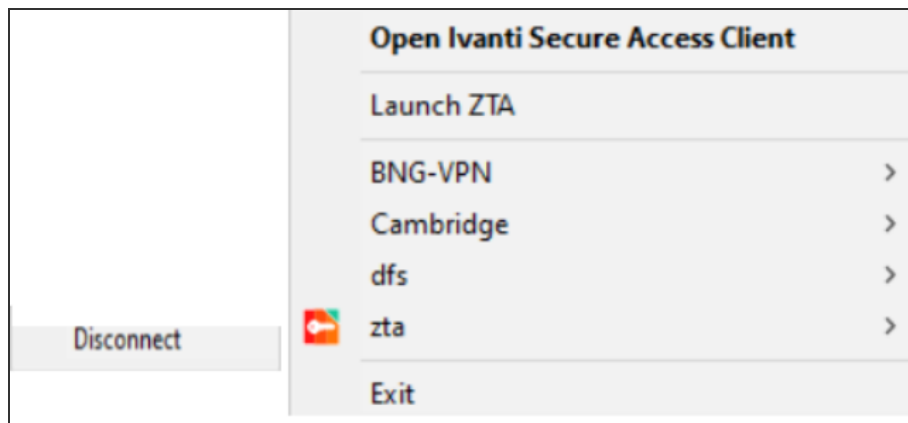 Open Ivanti Secure Access Client
Launch ZTA
BNG-VPN
Cambridge
dfs
zta
Disconnect
Exit